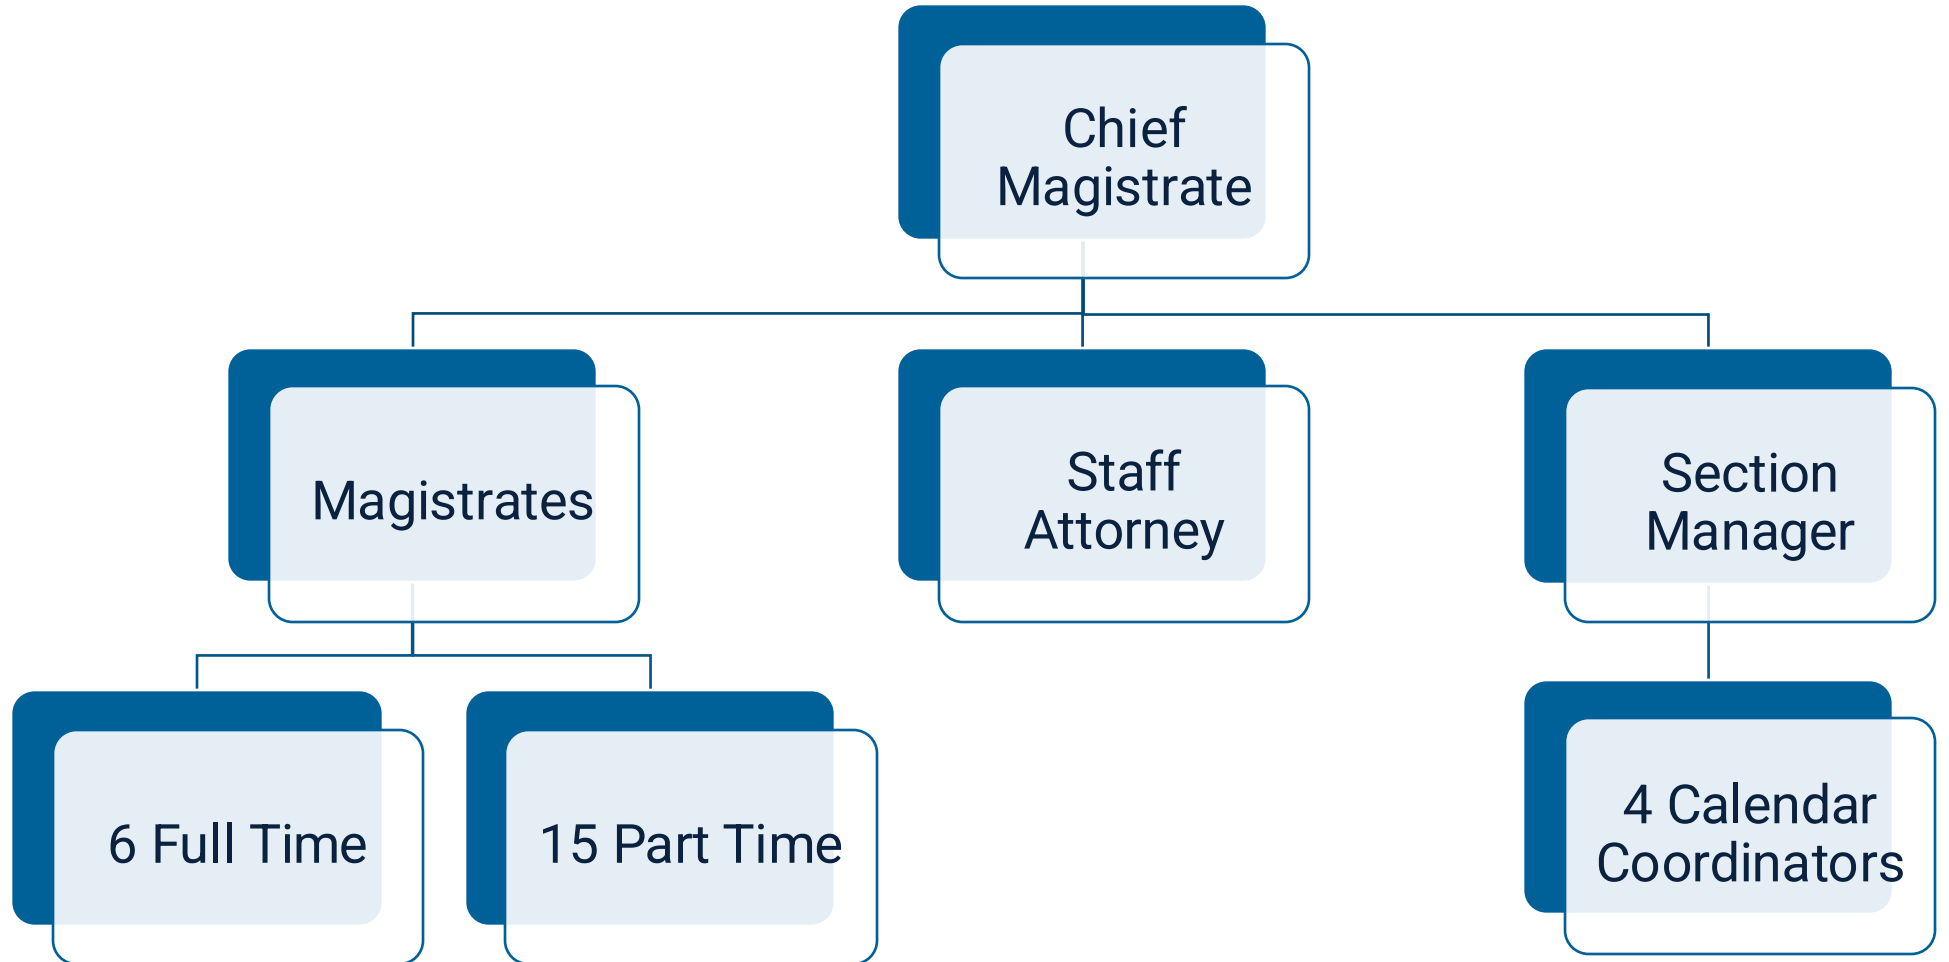 Chief
Magistrate
Magistrates
Staff
Attorney
Section
Manager
6 Full Time
15 Part Time
4 Calendar
Coordinators